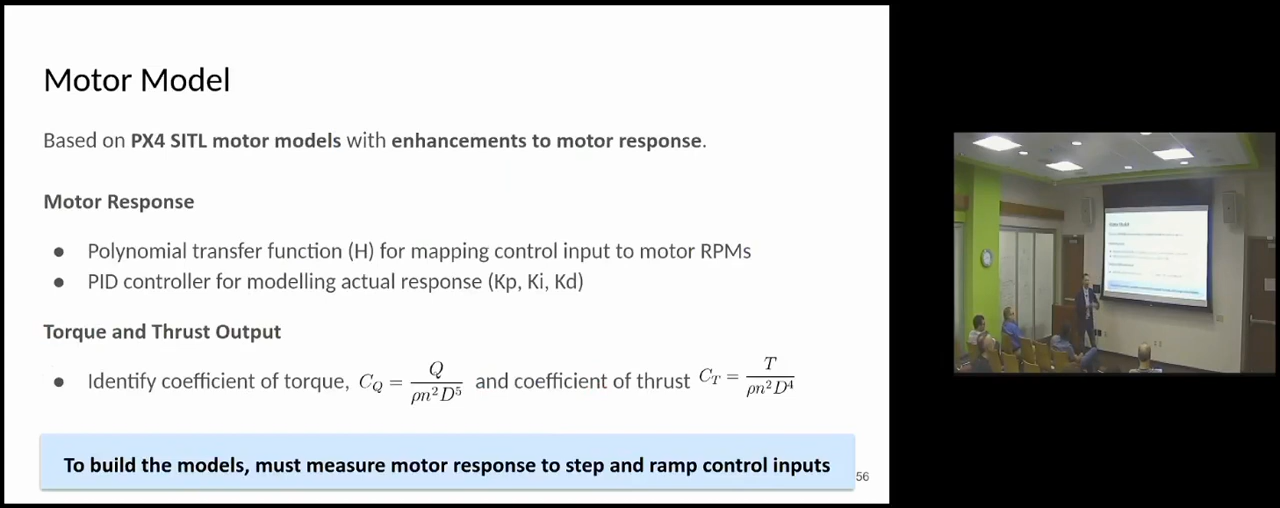 Motor Model
Based on PX4 SITL motor models with enhancements to motor response.
Motor Response
● Polynomial transfer function (H) for mapping control input to motor RPMs
● PID controller for modelling actual response (Kp, Ki, Kd)
Torque and Thrust Output
● Identify coefficient of torque, C_Q = Q / ρn²D⁵ and coefficient of thrust C_T = T / ρn²D⁴
To build the models, must measure motor response to step and ramp control inputs
56